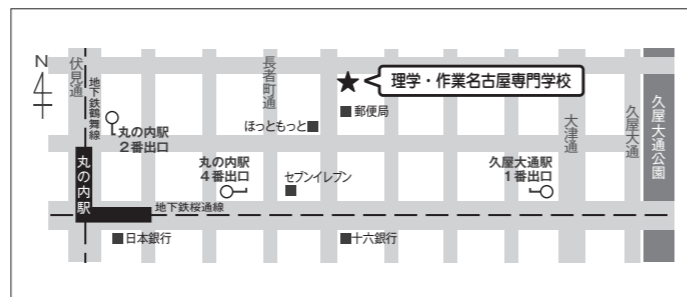 N
伏見通
地下鉄鶴舞線
長者町通
理学・作業名古屋専門学校
郵便局
ほっともっと
大津通
久屋大通
久屋大通公園
丸の内駅
2番出口
丸の内駅
丸の内駅
4番出口
セブンイレブン
久屋大通駅
1番出口
地下鉄桜通線
日本銀行
十六銀行